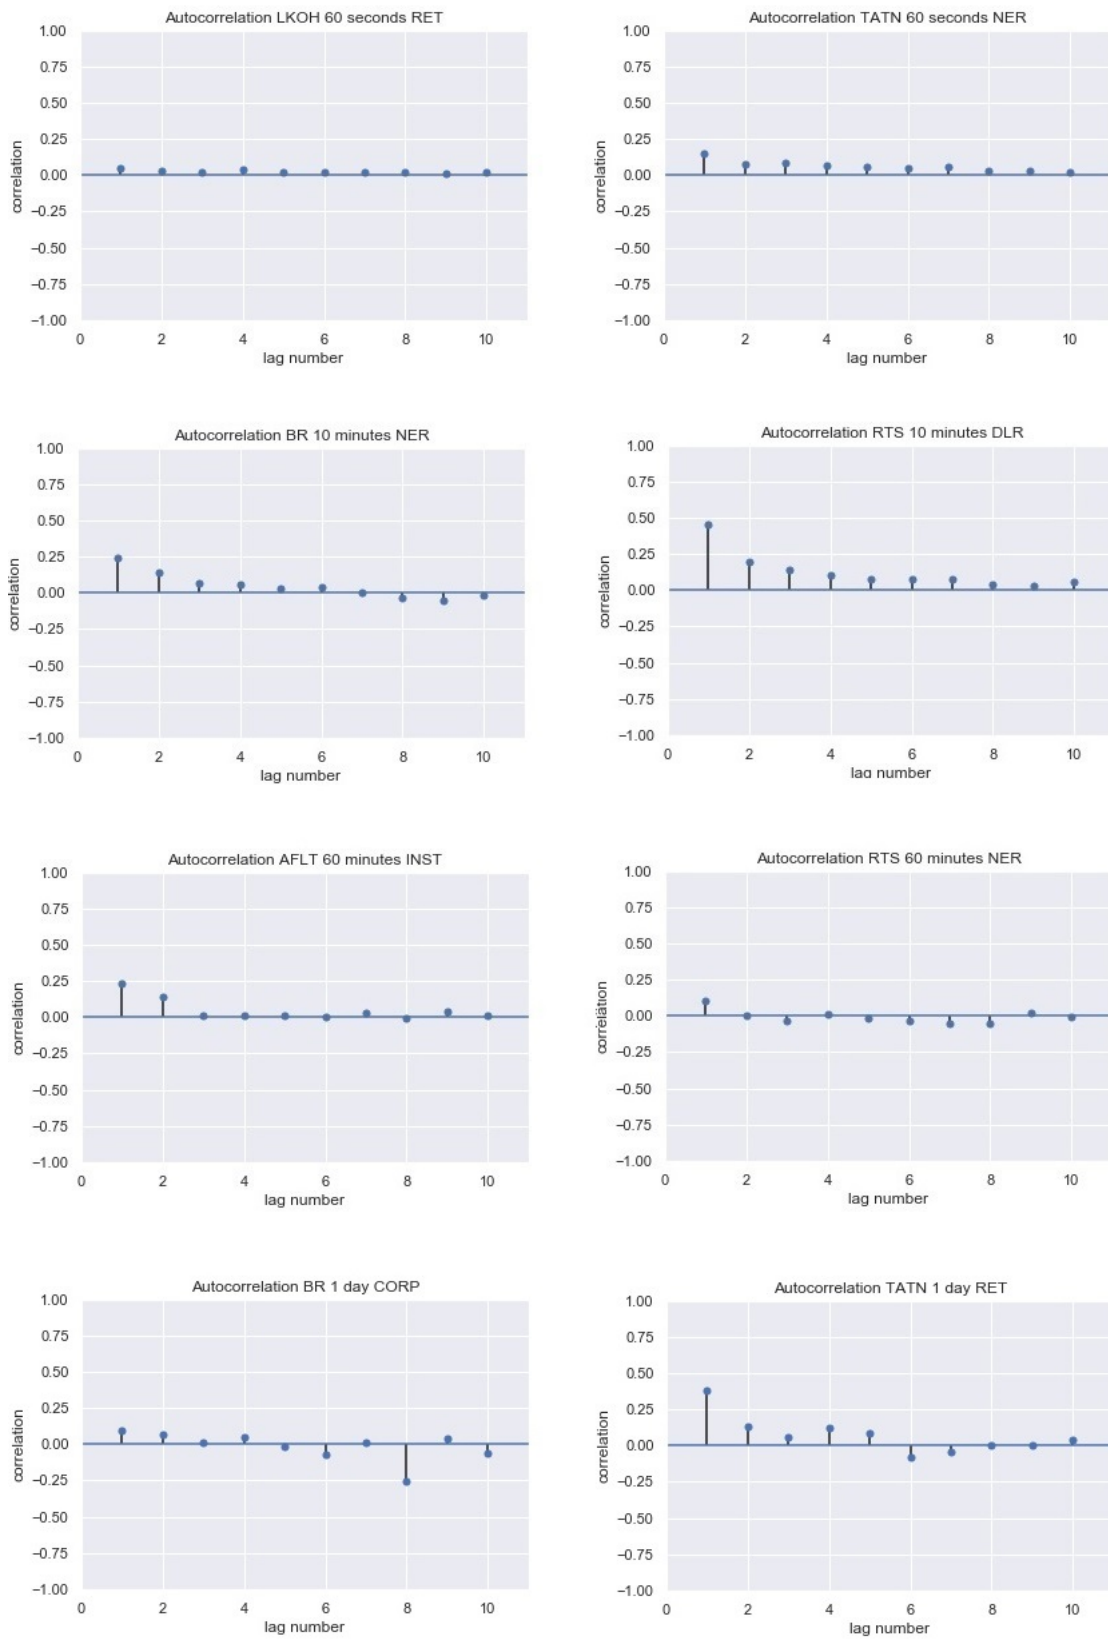 Autocorrelation LKOH 60 seconds RET
1.00
0.75
0.50
0.25
0.00
−0.25
−0.50
−0.75
−1.00
correlation
0 2 4 6 8 10
lag number
Autocorrelation TATN 60 seconds NER
1.00
0.75
0.50
0.25
0.00
−0.25
−0.50
−0.75
−1.00
correlation
0 2 4 6 8 10
lag number
Autocorrelation BR 10 minutes NER
1.00
0.75
0.50
0.25
0.00
−0.25
−0.50
−0.75
−1.00
correlation
0 2 4 6 8 10
lag number
Autocorrelation RTS 10 minutes DLR
1.00
0.75
0.50
0.25
0.00
−0.25
−0.50
−0.75
−1.00
correlation
0 2 4 6 8 10
lag number
Autocorrelation AFLT 60 minutes INST
1.00
0.75
0.50
0.25
0.00
−0.25
−0.50
−0.75
−1.00
correlation
0 2 4 6 8 10
lag number
Autocorrelation RTS 60 minutes NER
1.00
0.75
0.50
0.25
0.00
−0.25
−0.50
−0.75
−1.00
correlation
0 2 4 6 8 10
lag number
Autocorrelation BR 1 day CORP
1.00
0.75
0.50
0.25
0.00
−0.25
−0.50
−0.75
−1.00
correlation
0 2 4 6 8 10
lag number
Autocorrelation TATN 1 day RET
1.00
0.75
0.50
0.25
0.00
−0.25
−0.50
−0.75
−1.00
correlation
0 2 4 6 8 10
lag number